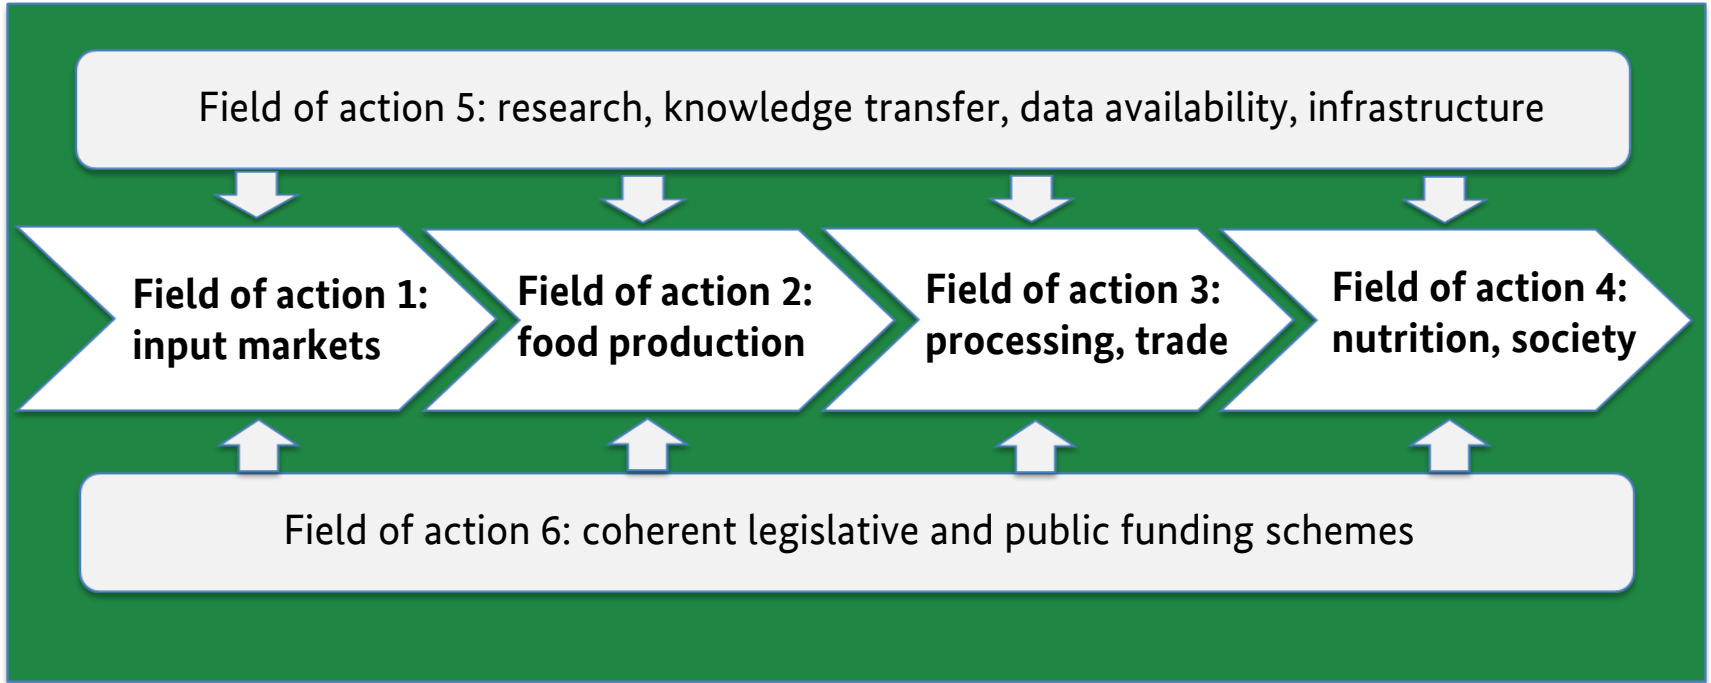 Field of action 5: research, knowledge transfer, data availability, infrastructure
Field of action 1:
input markets
Field of action 2:
food production
Field of action 3:
processing, trade
Field of action 4:
nutrition, society
Field of action 6: coherent legislative and public funding schemes